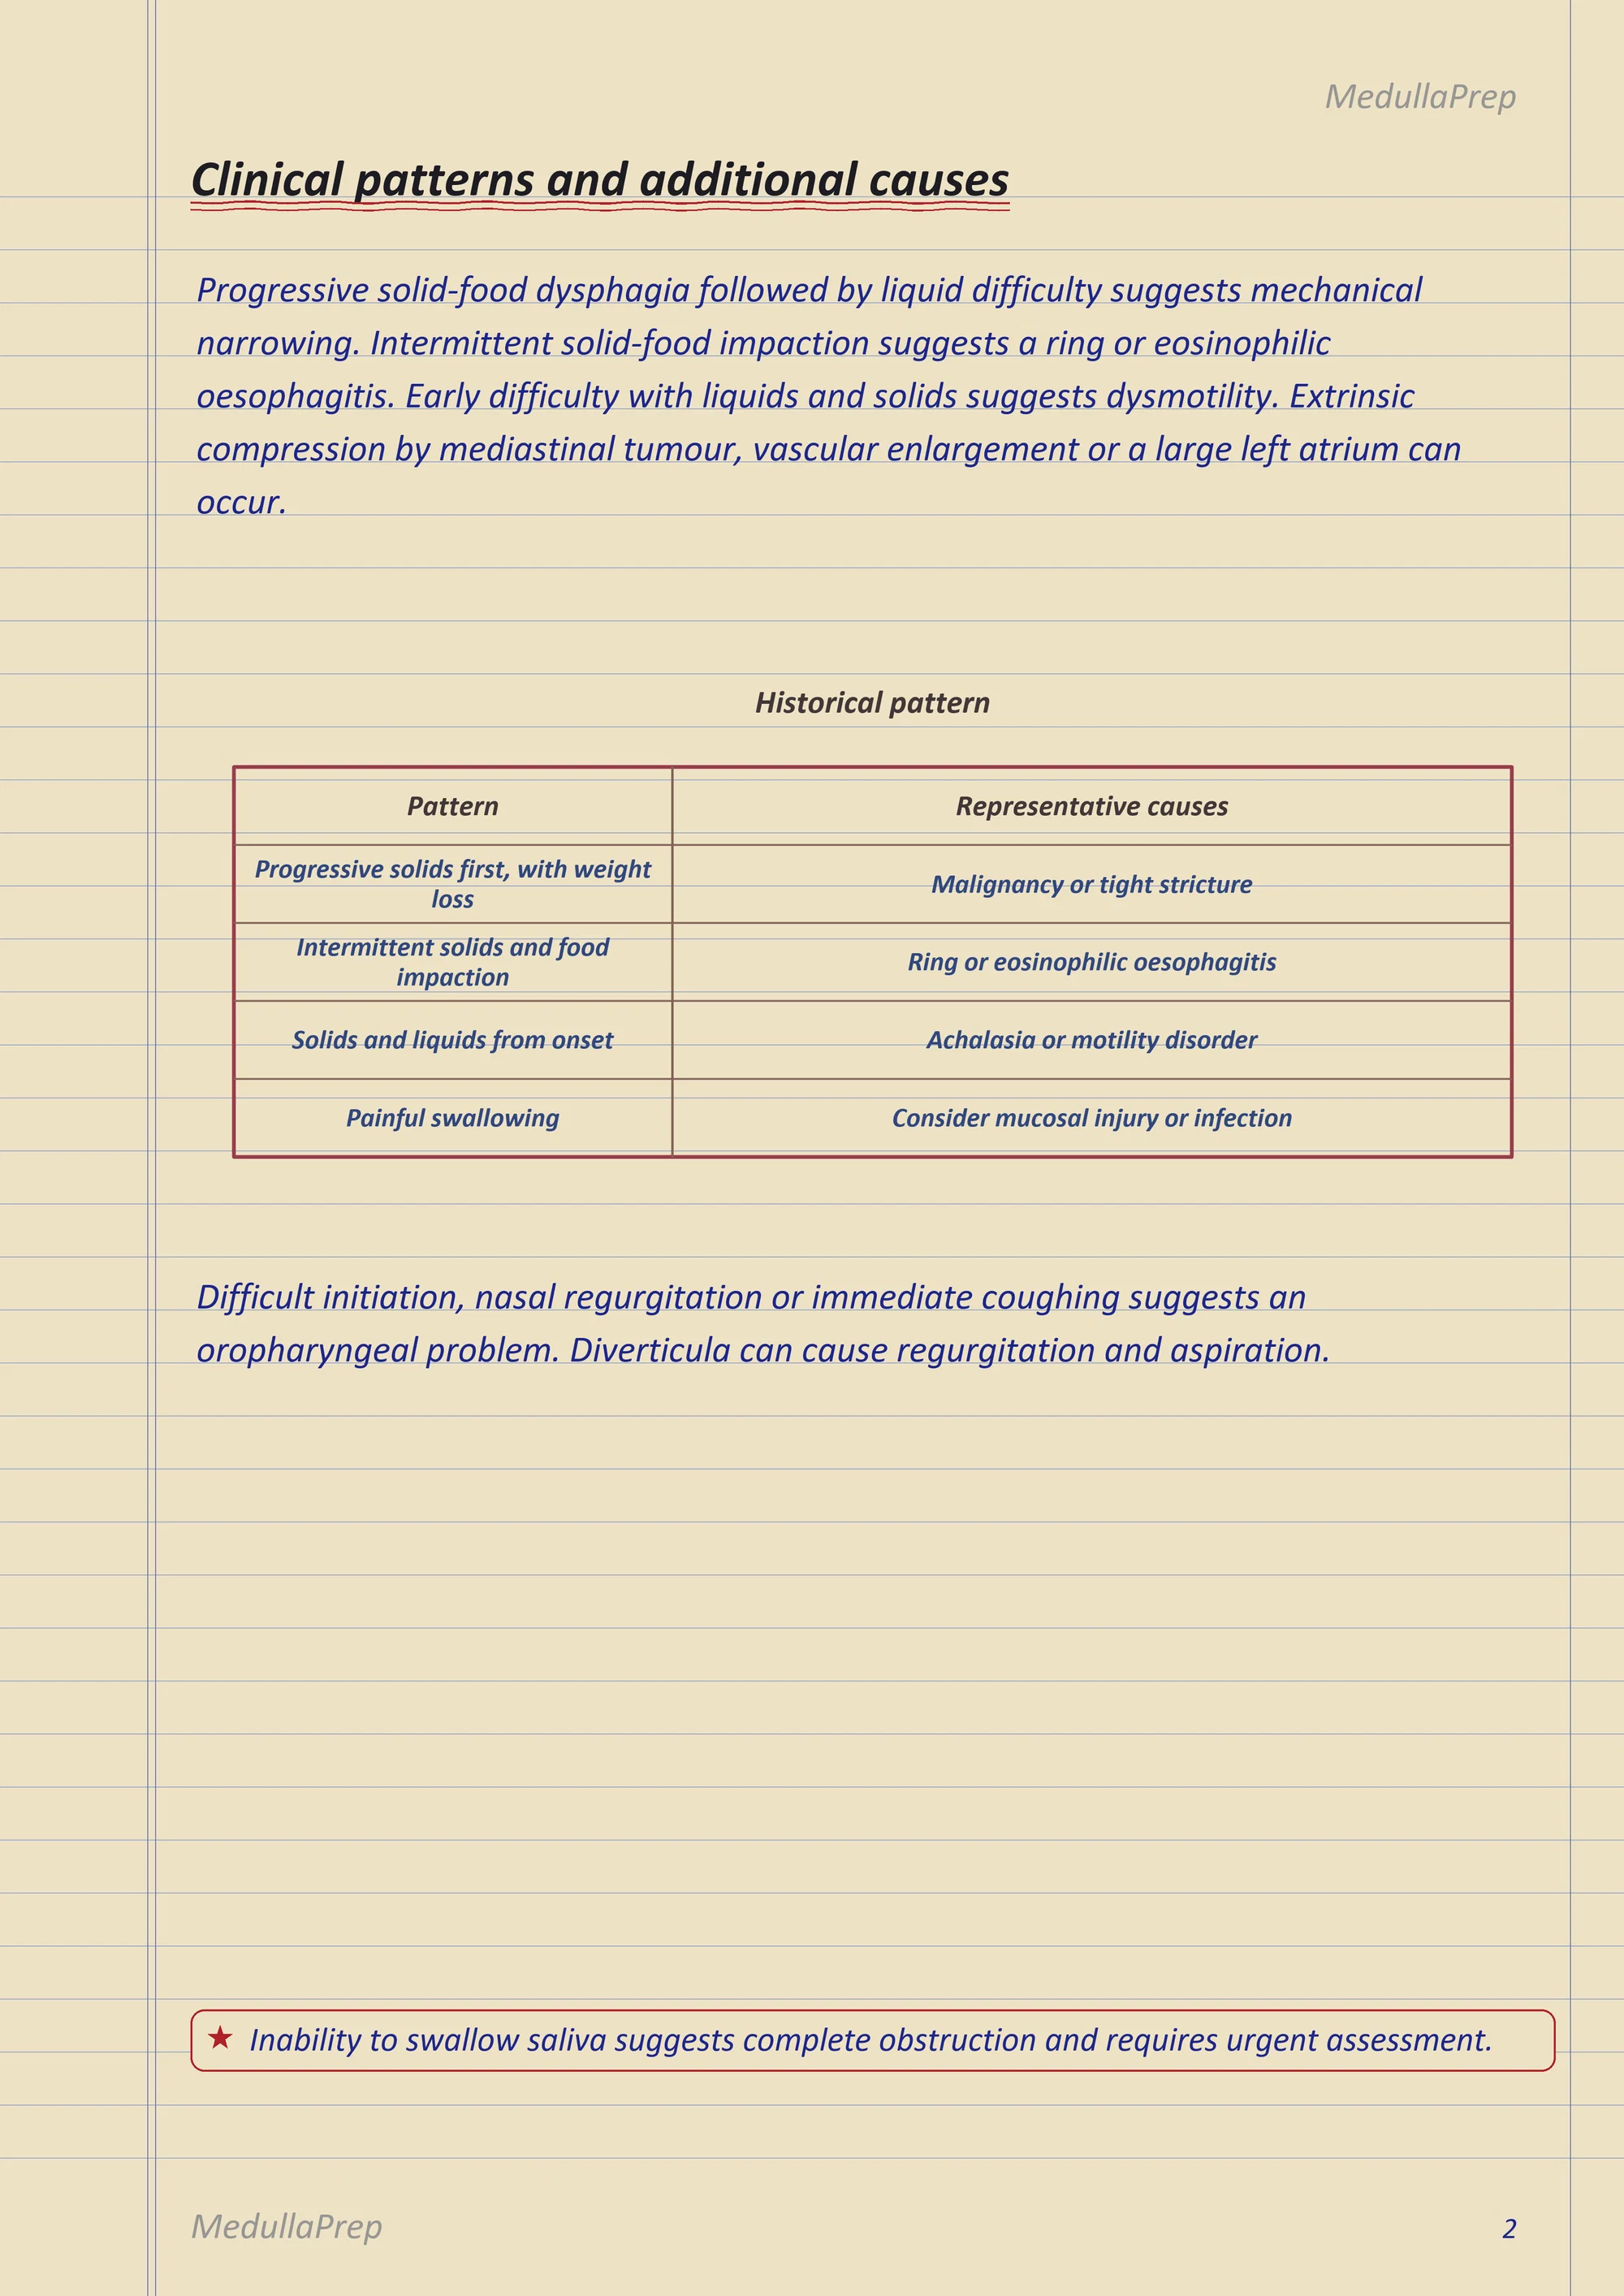 MedullaPrep
Clinical patterns and additional causes
Progressive solid-food dysphagia followed by liquid difficulty suggests mechanical
narrowing. Intermittent solid-food impaction suggests a ring or eosinophilic
oesophagitis. Early difficulty with liquids and solids suggests dysmotility. Extrinsic
compression by mediastinal tumour, vascular enlargement or a large left atrium can
occur.
Historical pattern
Pattern
Representative causes
Progressive solids first, with weight
loss
Malignancy or tight stricture
Intermittent solids and food
impaction
Ring or eosinophilic oesophagitis
Solids and liquids from onset
Achalasia or motility disorder
Painful swallowing
Consider mucosal injury or infection
Difficult initiation, nasal regurgitation or immediate coughing suggests an
oropharyngeal problem. Diverticula can cause regurgitation and aspiration.
★ Inability to swallow saliva suggests complete obstruction and requires urgent assessment.
MedullaPrep
2